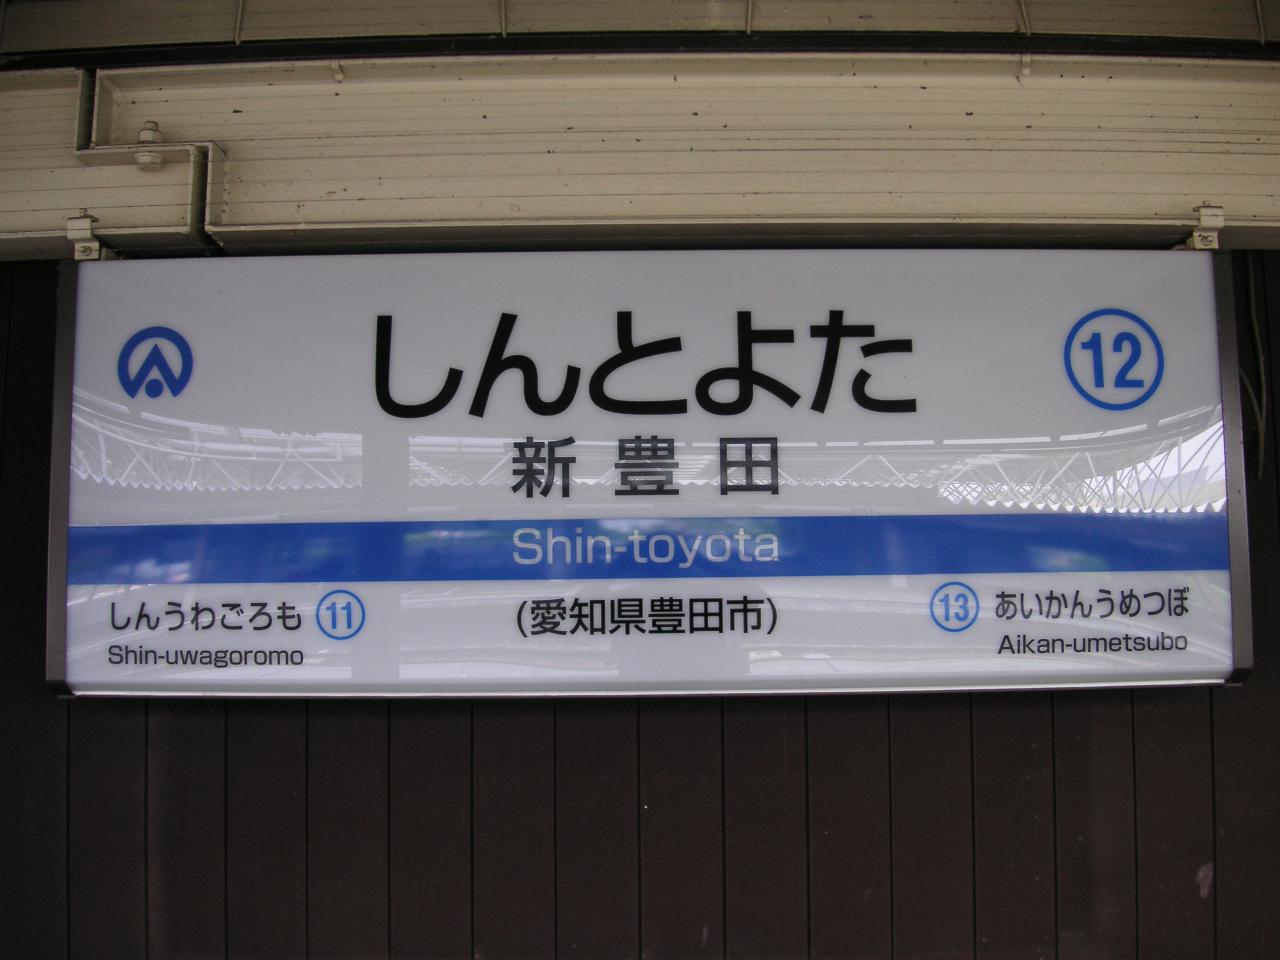 しんとよた
12
新豊田
Shin-toyota
しんうわごろも 11
Shin-uwagoromo
(愛知県豊田市)
13 あいかんうめつぼ
Aikan-umetsubo